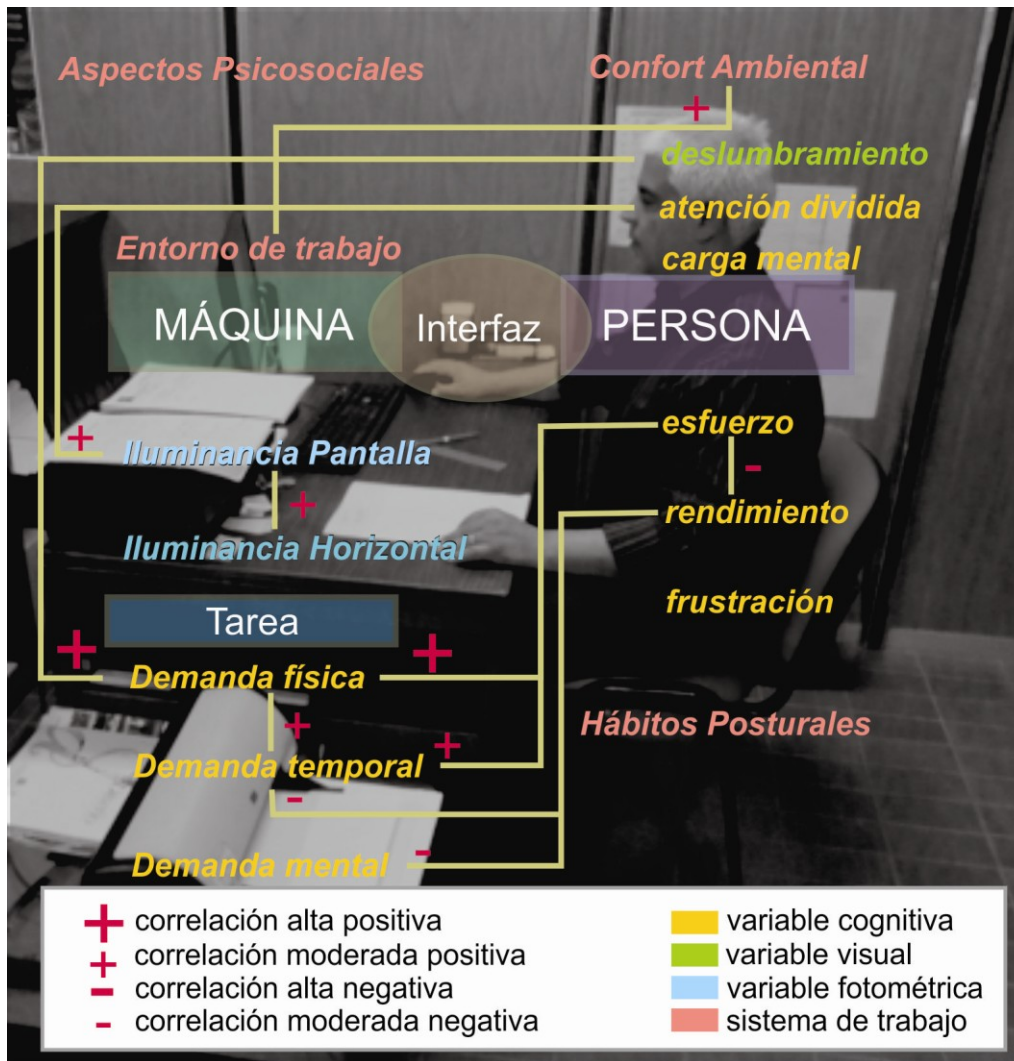 Aspectos Psicosociales
Confort Ambiental
+
deslumbramiento
atención dividida
Entorno de trabajo
carga mental
MÁQUINA
Interfaz
PERSONA
esfuerzo
+
Iluminancia Pantalla
-
+
rendimiento
Iluminancia Horizontal
frustración
Tarea
+
+
Demanda física
Hábitos Posturales
+
+
Demanda temporal
-
-
Demanda mental
+ correlación alta positiva
+ correlación moderada positiva
- correlación alta negativa
- correlación moderada negativa
variable cognitiva
variable visual
variable fotométrica
sistema de trabajo